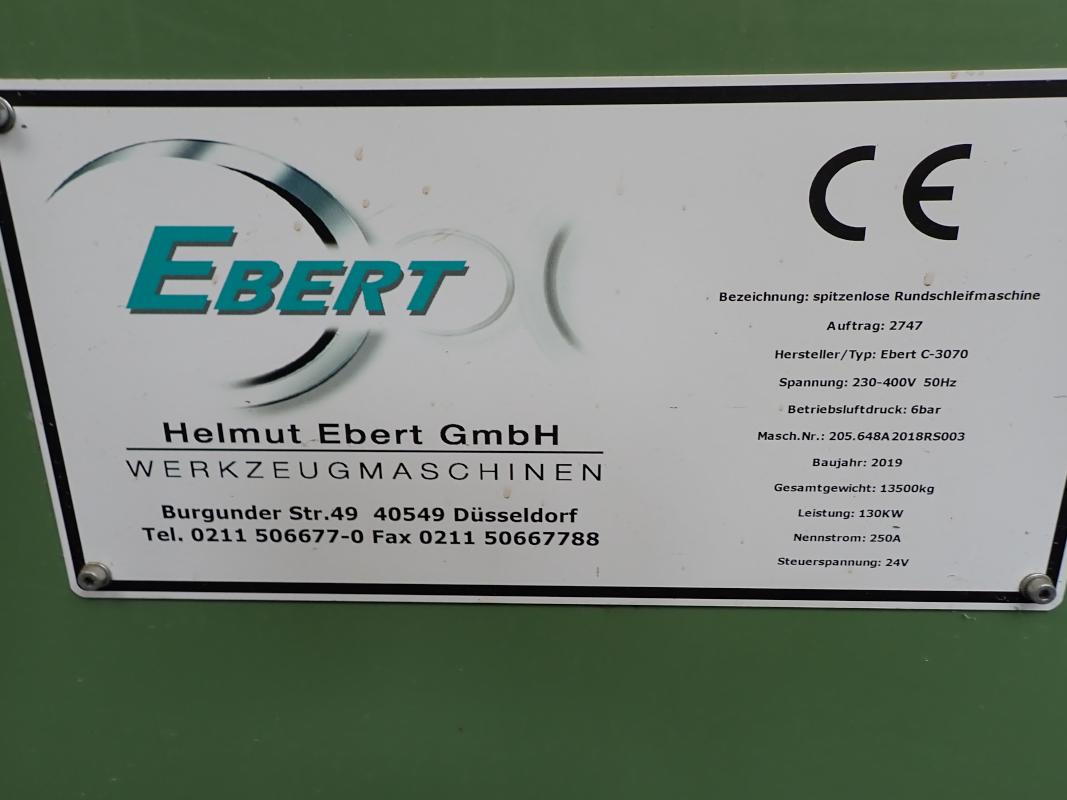 EBERT
Helmut Ebert GmbH
WERKZEUGMASCHINEN
Burgunder Str.49 40549 Düsseldorf
Tel. 0211 506677-0 Fax 0211 50667788
CE
Bezeichnung: spitzenlose Rundschleifmaschine
Auftrag: 2747
Hersteller/Typ: Ebert C-3070
Spannung: 230-400V 50Hz
Betriebsluftdruck: 6bar
Masch.Nr.: 205.648A2018RS003
Baujahr: 2019
Gesamtgewicht: 13500kg
Leistung: 130KW
Nennstrom: 250A
Steuerspannung: 24V